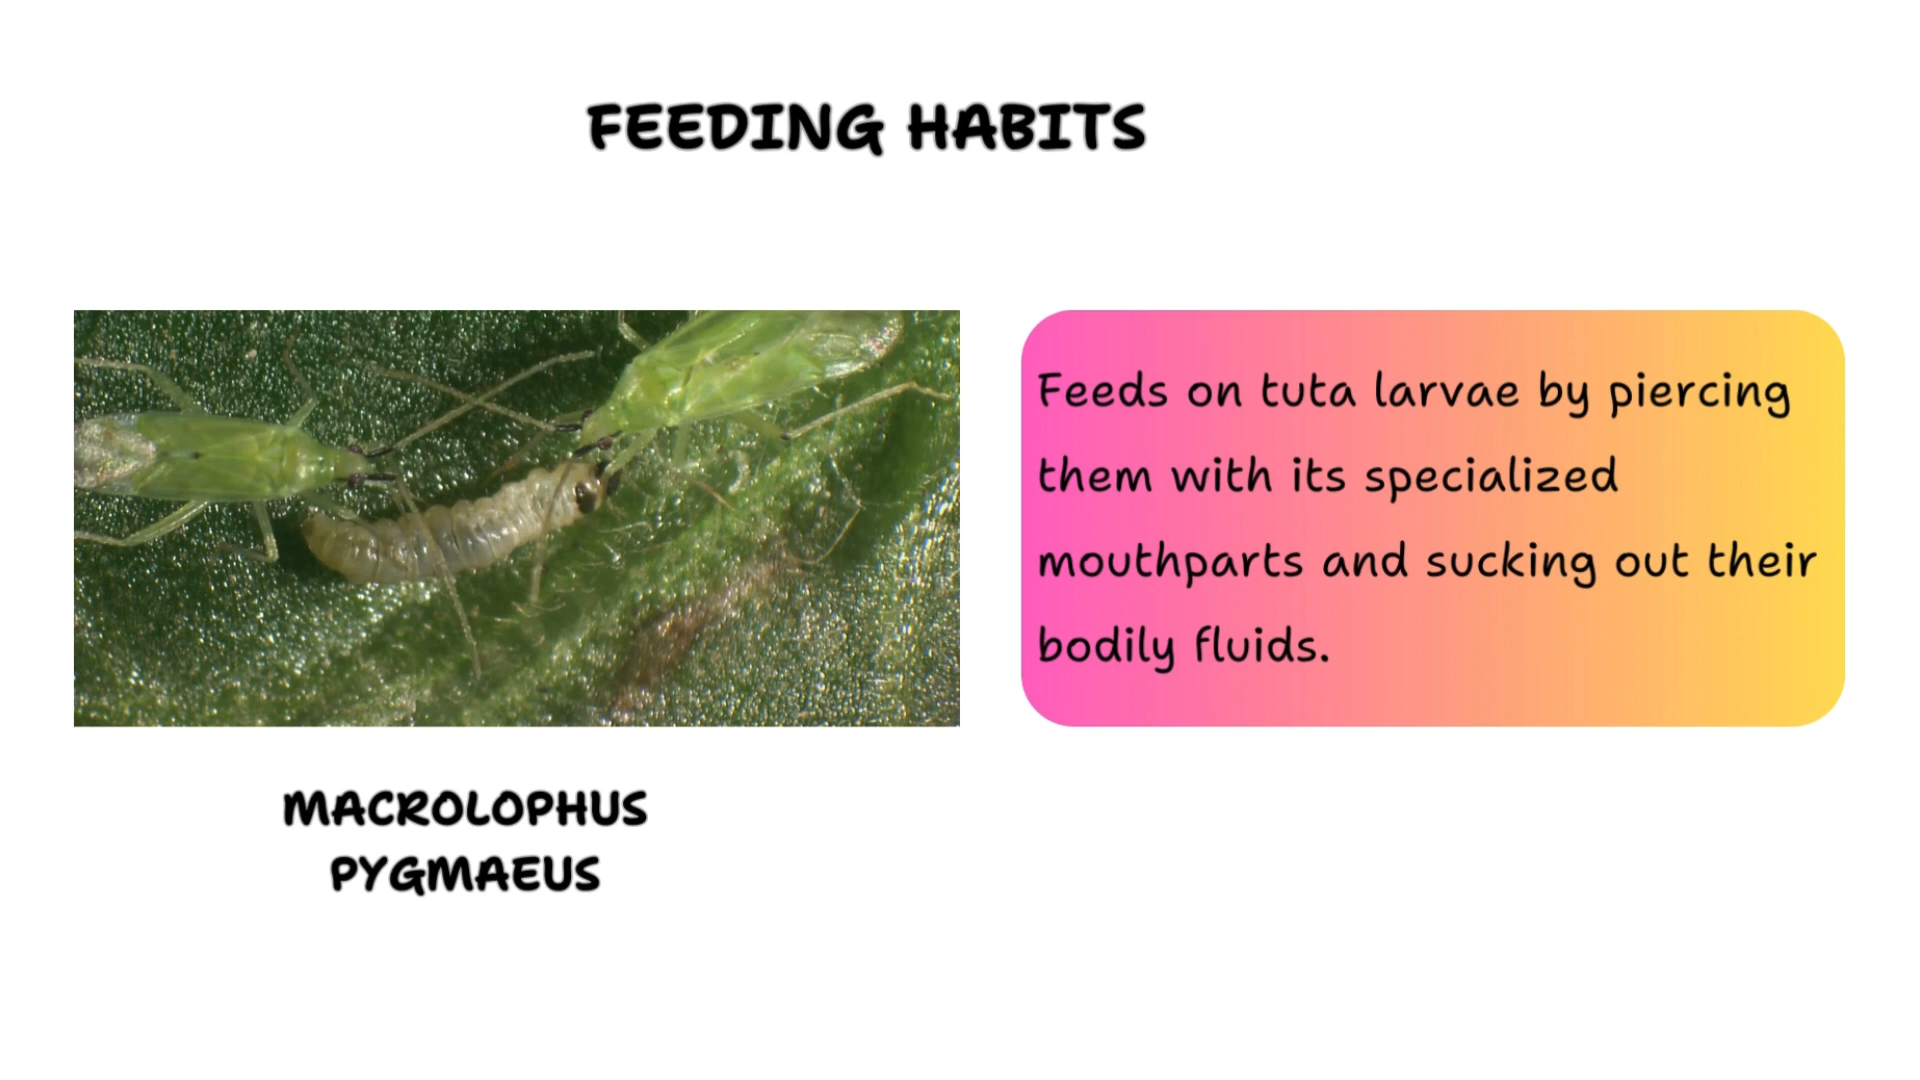 FEEDING HABITS
Feeds on tuta larvae by piercing
them with its specialized
mouthparts and sucking out their
bodily fluids.
MACROLOPHUS
PYGMAEUS